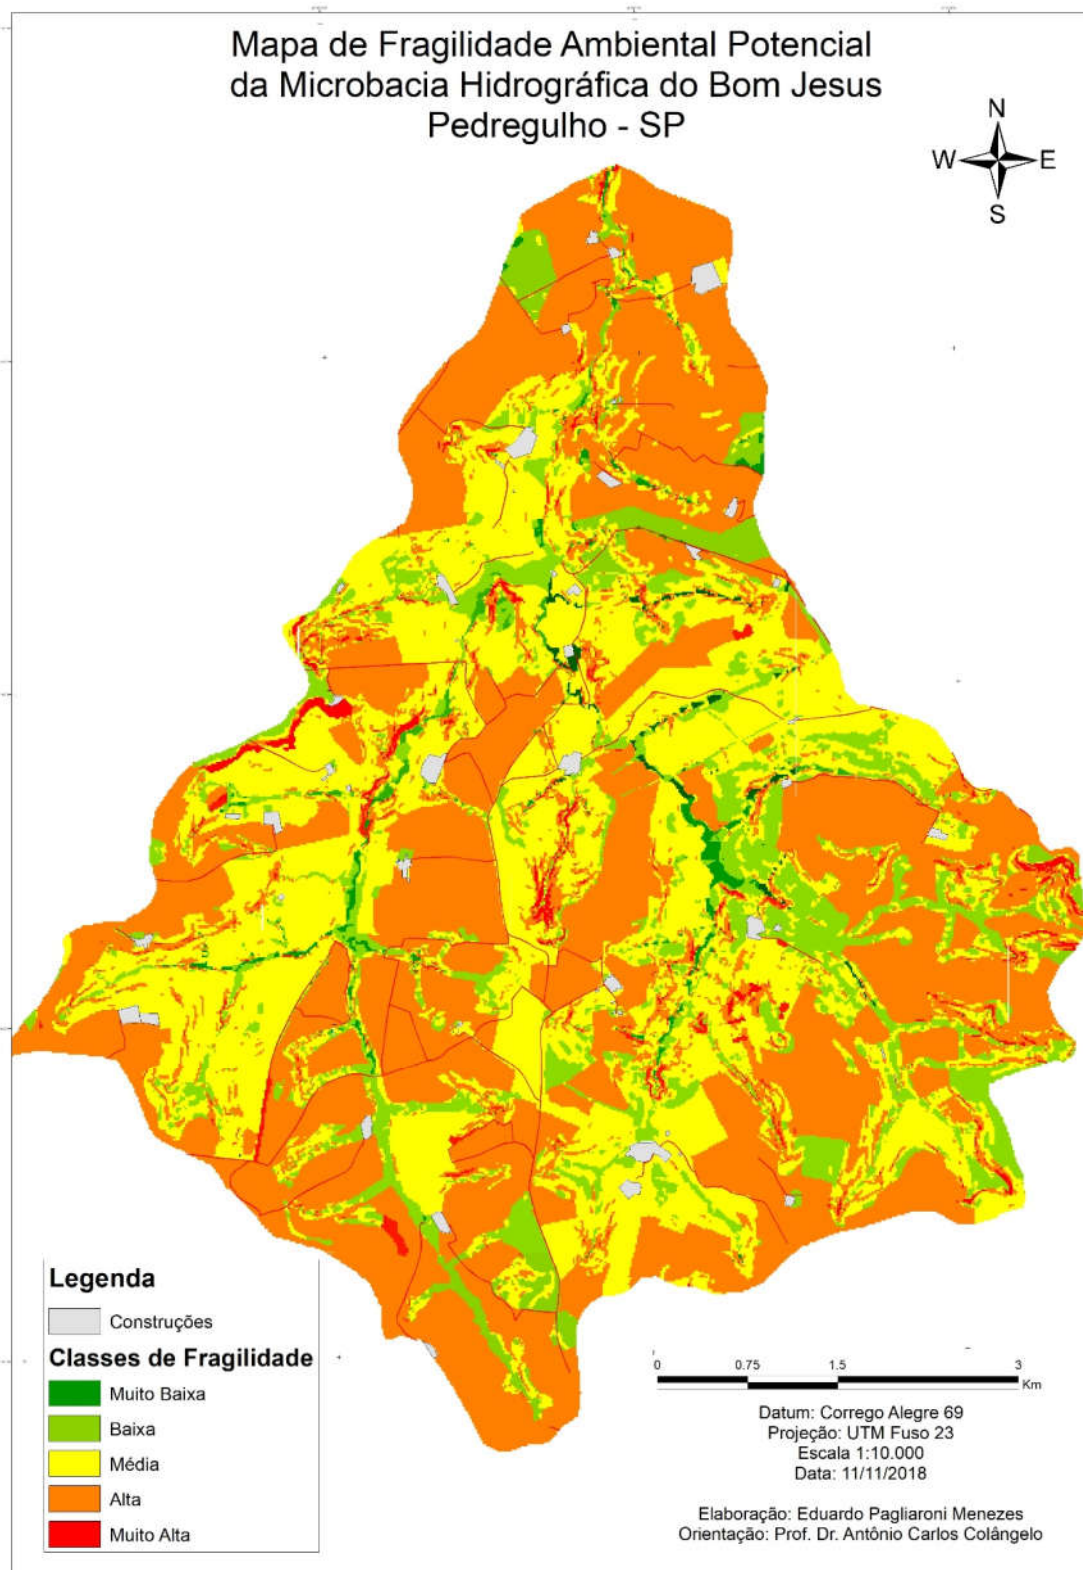 Mapa de Fragilidade Ambiental Potencial
da Microbacia Hidrográfica do Bom Jesus
Pedregulho - SP
N
W E
S
Legenda
Construções
Classes de Fragilidade
Muito Baixa
Baixa
Média
Alta
Muito Alta
0 0.75 1.5 3
Km
Datum: Corrego Alegre 69
Projeção: UTM Fuso 23
Escala 1:10.000
Data: 11/11/2018
Elaboração: Eduardo Pagliaroni Menezes
Orientação: Prof. Dr. Antônio Carlos Colângelo